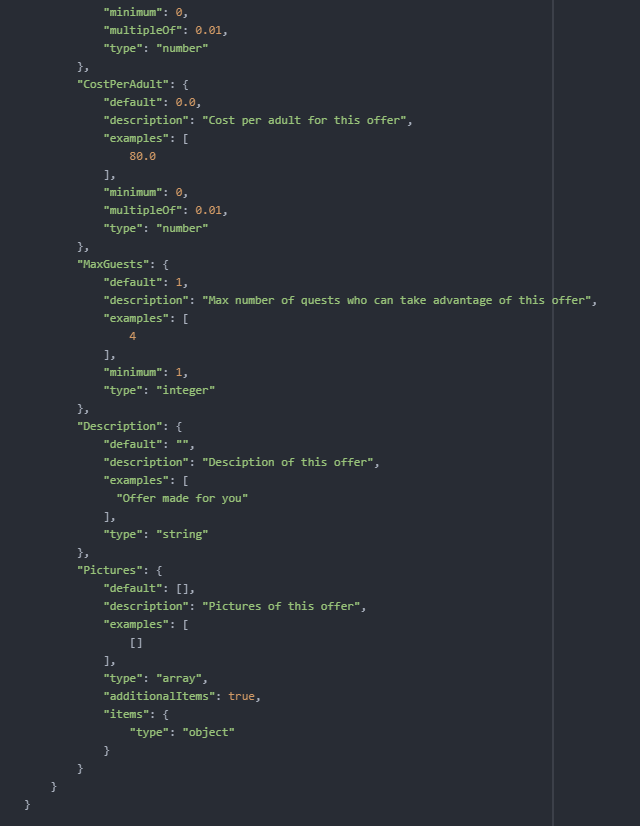 "minimum": 0,
"multipleOf": 0.01,
"type": "number"
},
"CostPerAdult": {
"default": 0.0,
"description": "Cost per adult for this offer",
"examples": [
80.0
],
"minimum": 0,
"multipleOf": 0.01,
"type": "number"
},
"MaxGuests": {
"default": 1,
"description": "Max number of quests who can take advantage of this offer",
"examples": [
4
],
"minimum": 1,
"type": "integer"
},
"Description": {
"default": "",
"description": "Desciption of this offer",
"examples": [
"Offer made for you"
],
"type": "string"
},
"Pictures": {
"default": [],
"description": "Pictures of this offer",
"examples": [
[]
],
"type": "array",
"additionalItems": true,
"items": {
"type": "object"
}
}
}
}